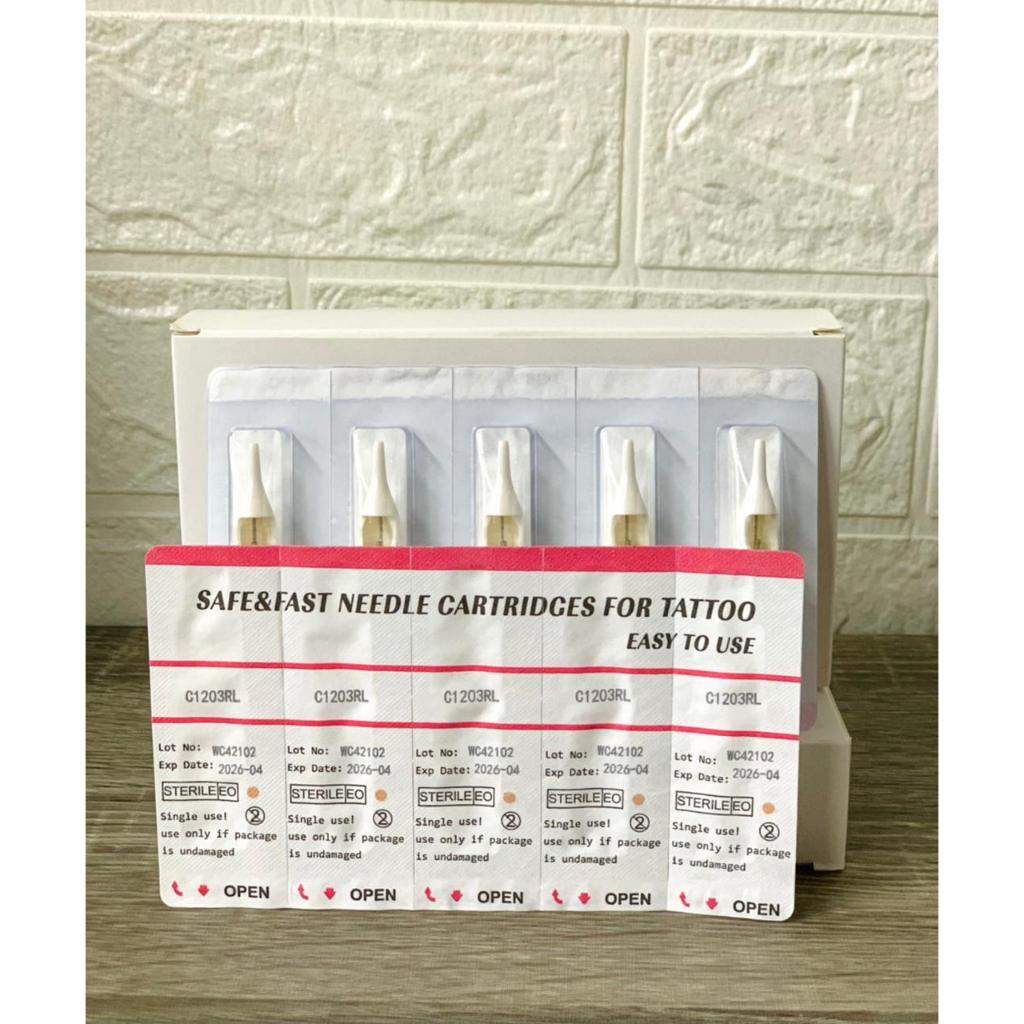 SAFE&FAST NEEDLE CARTRIDGES FOR TATTOO
EASY TO USE
C1203RL C1203RL C1203RL C1203RL C1203RL
Lot No: WC42102 Lot No: WC42102 Lot No: WC42102 Lot No: WC42102 Lot No: WC42102
Exp Date: 2026-04 Exp Date: 2026-04 Exp Date: 2026-04 Exp Date: 2026-04 Exp Date: 2026-04
STERILE EO STERILE EO STERILE EO STERILE EO STERILE EO
Single use! 2 Single use! 2 Single use! 2 Single use! 2 Single use! 2
use only if package use only if package use only if package use only if package use only if package
is undamaged is undamaged is undamaged is undamaged is undamaged
OPEN OPEN OPEN OPEN OPEN